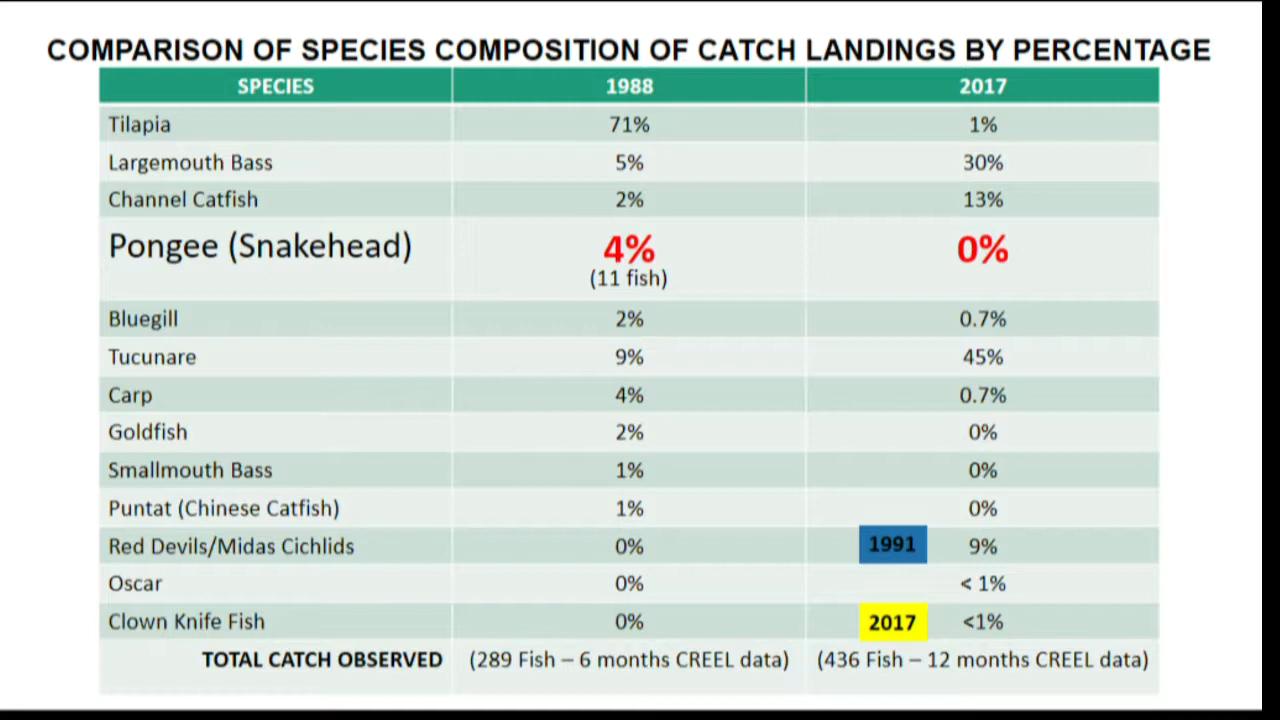 COMPARISON OF SPECIES COMPOSITION OF CATCH LANDINGS BY PERCENTAGE
SPECIES 1988 2017
Tilapia 71% 1%
Largemouth Bass 5% 30%
Channel Catfish 2% 13%
Pongee (Snakehead) 4% 0%
(11 fish)
Bluegill 2% 0.7%
Tucunare 9% 45%
Carp 4% 0.7%
Goldfish 2% 0%
Smallmouth Bass 1% 0%
Puntat (Chinese Catfish) 1% 0%
Red Devils/Midas Cichlids 0% 1991 9%
Oscar 0% < 1%
Clown Knife Fish 0% 2017 <1%
TOTAL CATCH OBSERVED (289 Fish – 6 months CREEL data) (436 Fish – 12 months CREEL data)